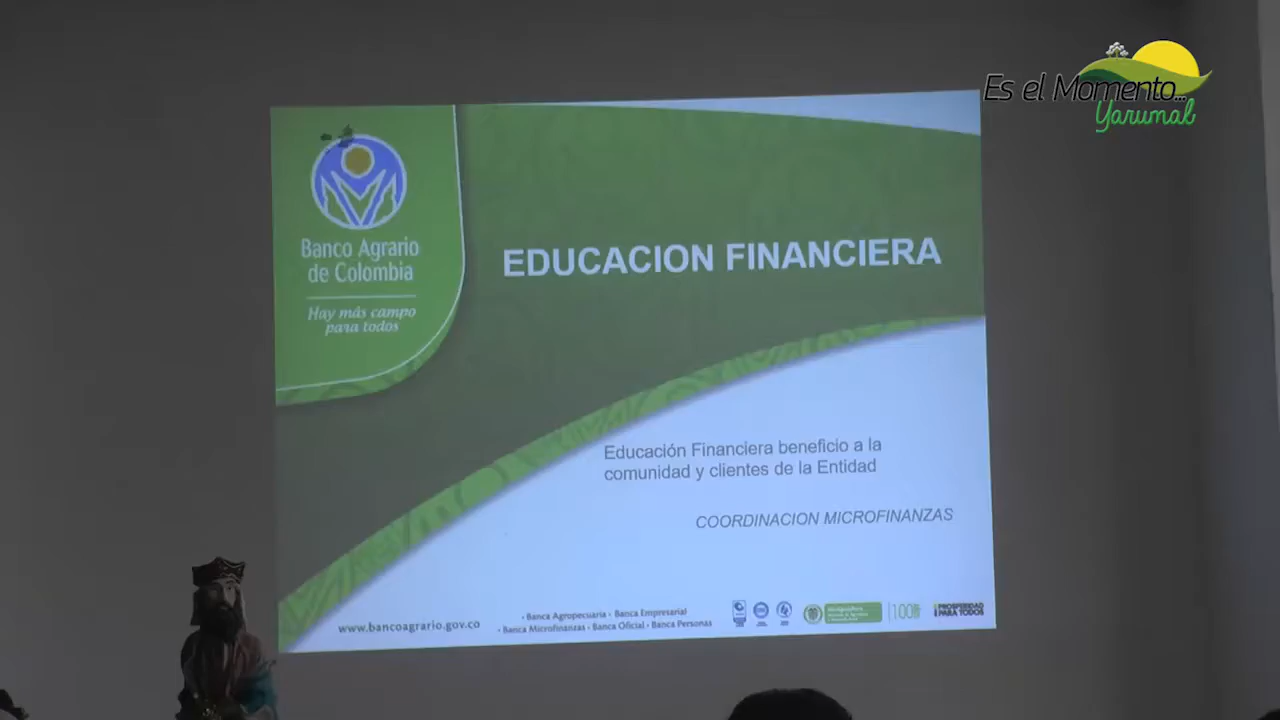 Es el Momento...
Yarumal
Banco Agrario
de Colombia
Hay más campo
para todos
EDUCACION FINANCIERA
Educación Financiera beneficio a la
comunidad y clientes de la Entidad
COORDINACION MICROFINANZAS
www.bancoagrario.gov.co
• Banca Agropecuaria • Banca Empresarial
• Banca Microfinanzas • Banca Oficial • Banca Personas
100
PROSPERIDAD
PARA TODOS